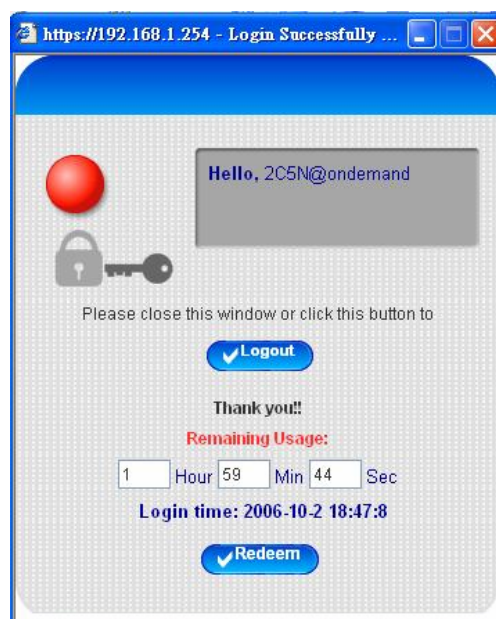 https://192.168.1.254 - Login Successfully ...
Hello, 2C5N@ondemand
Please close this window or click this button to
Logout
Thank you!!
Remaining Usage:
1 Hour 59 Min 44 Sec
Login time: 2006-10-2 18:47:8
Redeem